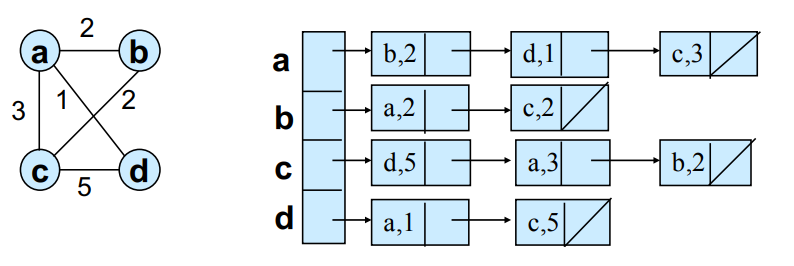 2
a b
3 1 2
c d
5
a b,2 d,1 c,3
b a,2 c,2
c d,5 a,3 b,2
d a,1 c,5